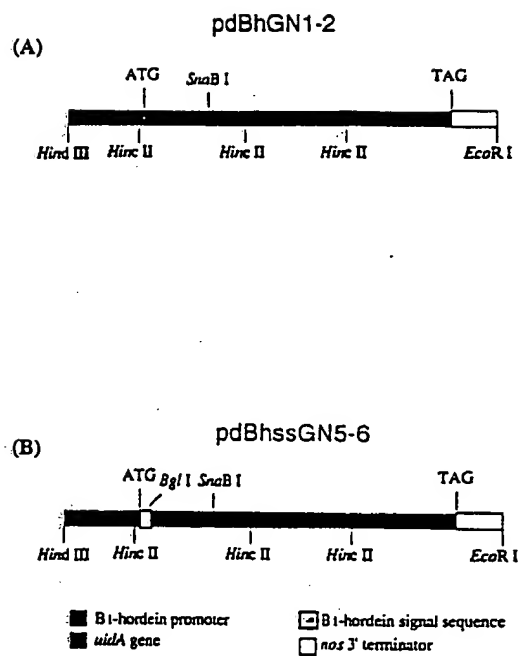 pdBhGN1-2
(A)
ATG SnaB I TAG
Hind III Hinc II Hinc II Hinc II EcoR I
pdBhssGN5-6
(B)
ATG Bgl I SnaB I TAG
Hind III Hinc II Hinc II Hinc II EcoR I
B1-hordein promoter B1-hordein signal sequence
uidA gene nos 3' terminator